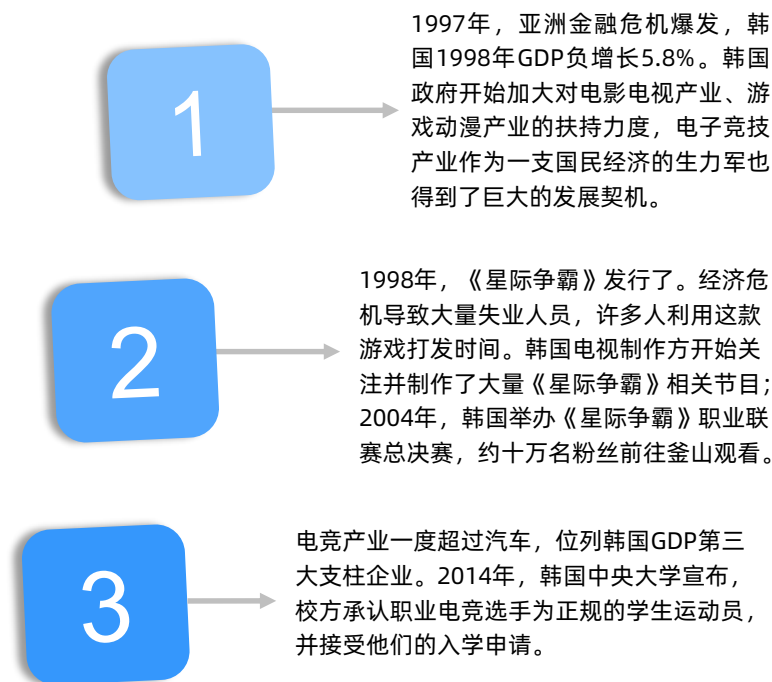 1
1997年，亚洲金融危机爆发，韩
国1998年GDP负增长5.8%。韩国
政府开始加大对电影电视产业、游
戏动漫产业的扶持力度，电子竞技
产业作为一支国民经济的生力军也
得到了巨大的发展契机。
2
1998年，《星际争霸》发行了。经济危
机导致大量失业人员，许多人利用这款
游戏打发时间。韩国电视制作方开始关
注并制作了大量《星际争霸》相关节目；
2004年，韩国举办《星际争霸》职业联
赛总决赛，约十万名粉丝前往釜山观看。
3
电竞产业一度超过汽车，位列韩国GDP第三
大支柱企业。2014年，韩国中央大学宣布，
校方承认职业电竞选手为正规的学生运动员，
并接受他们的入学申请。